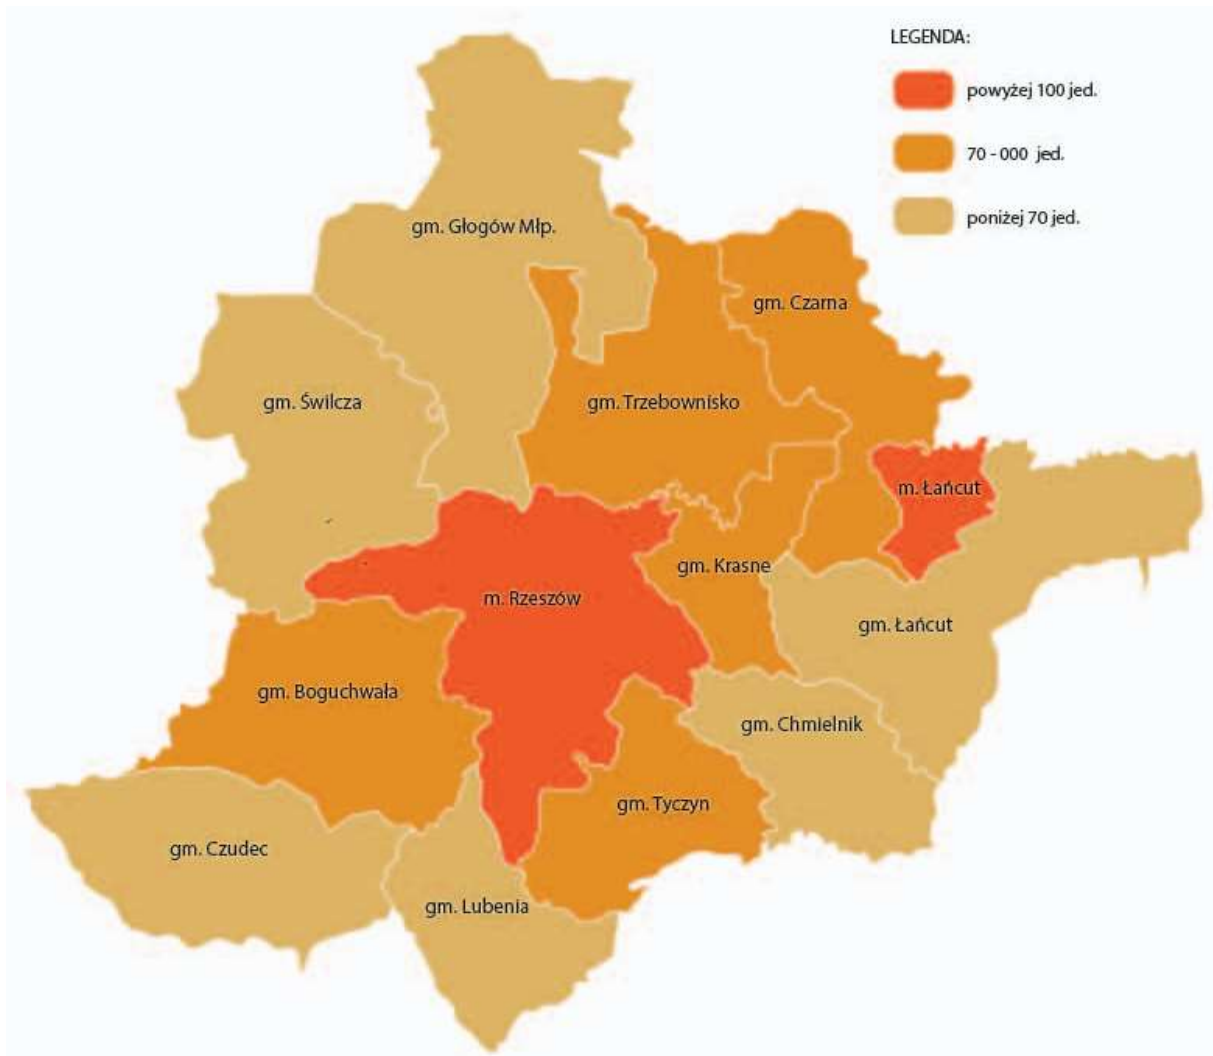 LEGENDA:
powyżej 100 jed.
70 - 000 jed.
poniżej 70 jed.
gm. Głogów Młp.
gm. Czarna
gm. Świlcza
gm. Trzebownisko
m. Łańcut
gm. Krasne
m. Rzeszów
gm. Łańcut
gm. Boguchwała
gm. Chmielnik
gm. Tyczyn
gm. Czudec
gm. Lubenia